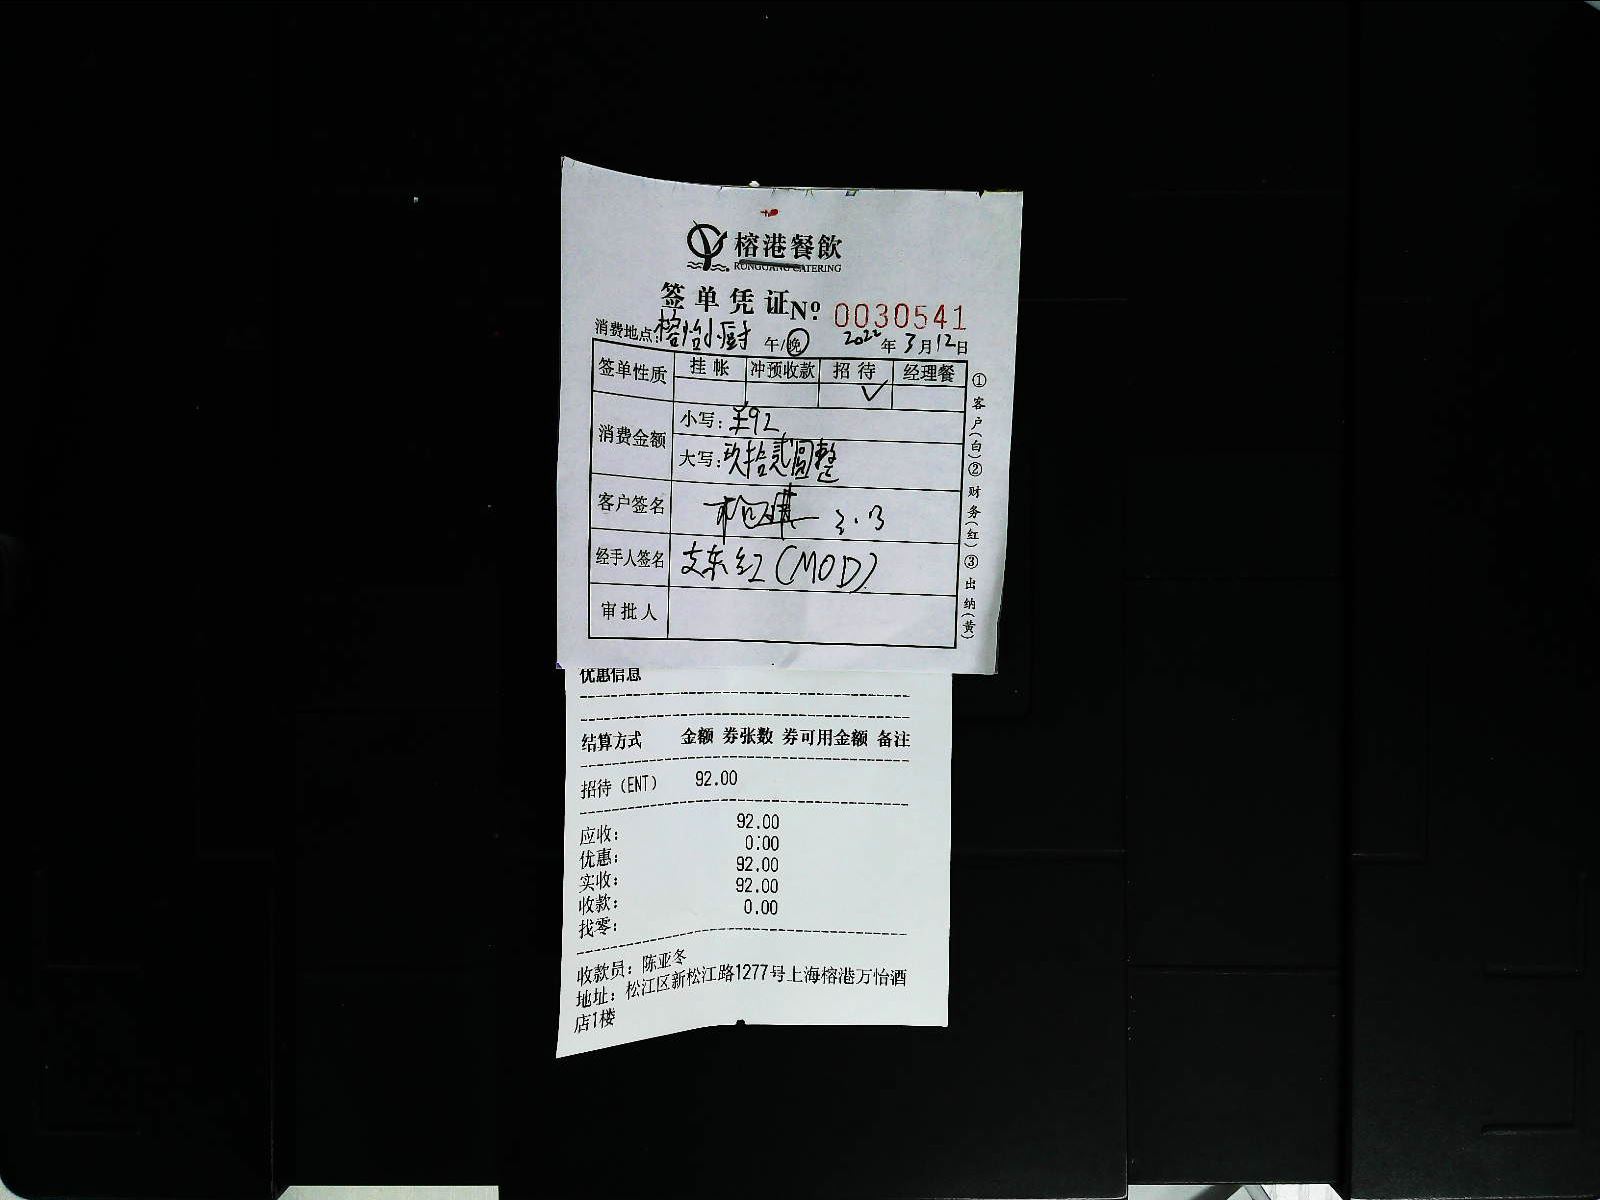 榕港餐飲
RONGGANG CATERING
签单凭证 Nº 0030541
消费地点:榕怡小厨 午/晚 2022年3月12日
签单性质 挂帐 冲预收款 招待 经理餐
✓
消费金额 小写:¥92
大写:玖拾贰圆整
客户签名 3.13
经手人签名 支东红(MOD)
审批人
①客户(白)②财务(红)③出纳(黄)
优惠信息
结算方式 金额 券张数 券可用金额 备注
招待(ENT) 92.00
应收: 92.00
优惠: 0.00
实收: 92.00
收款: 92.00
找零: 0.00
收款员:陈亚冬
地址:松江区新松江路1277号上海榕港万怡酒
店1楼